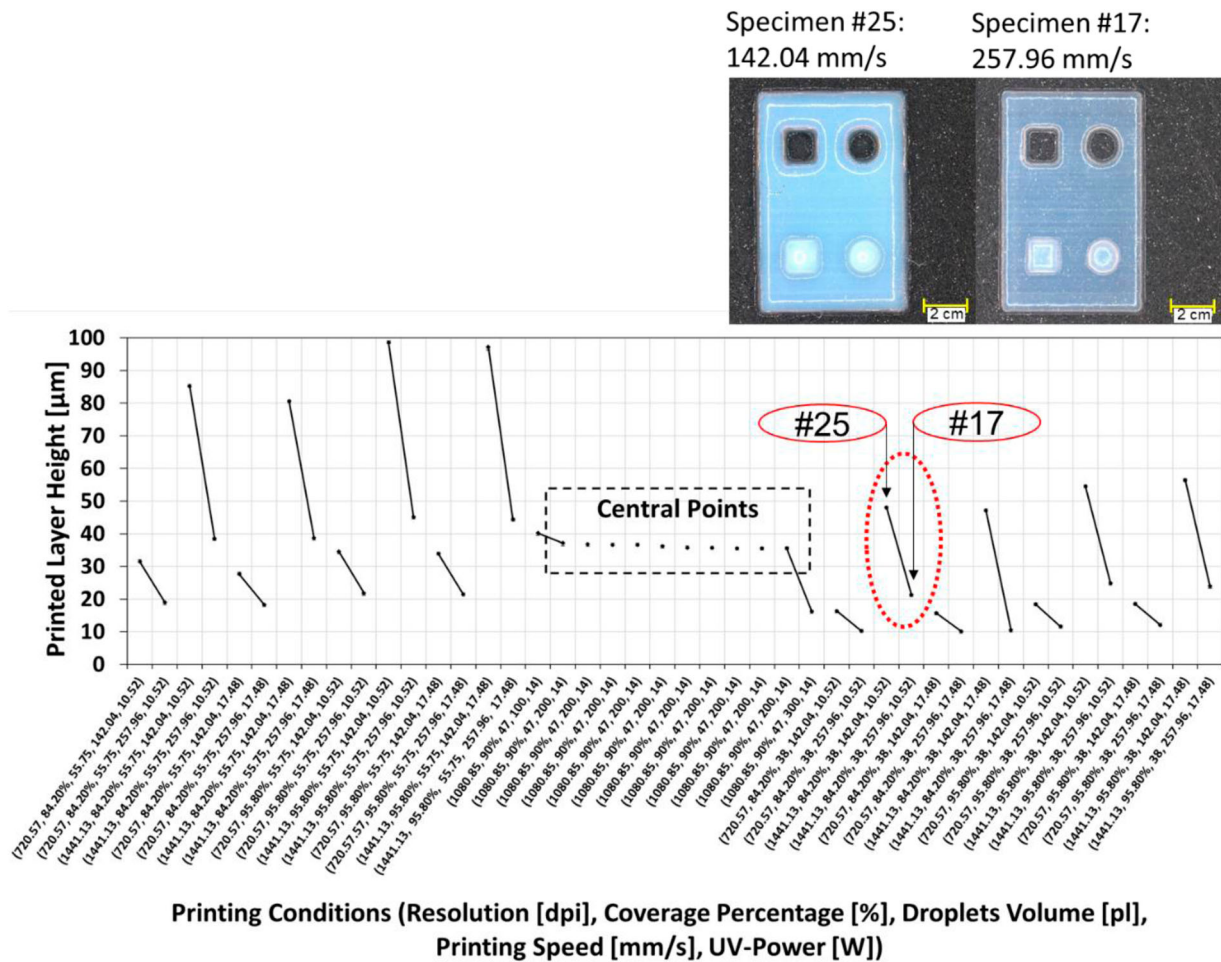 Specimen #25:
142.04 mm/s
Specimen #17:
257.96 mm/s
2 cm
2 cm
Printed Layer Height [µm]
100
90
80
70
60
50
40
30
20
10
0
#25
#17
Central Points
(720.57, 84.20% 55.75, 142.04, 10.52)
(720.57, 84.20% 55.75, 257.96, 10.52)
(1441.13, 84.20% 55.75, 142.04, 10.52)
(1441.13, 84.20% 55.75, 257.96, 10.52)
(720.57, 84.20% 55.75, 142.04, 17.48)
(720.57, 84.20% 55.75, 257.96, 17.48)
(1441.13, 84.20% 55.75, 142.04, 17.48)
(1441.13, 84.20% 55.75, 257.96, 17.48)
(720.57, 95.80% 55.75, 142.04, 10.52)
(720.57, 95.80% 55.75, 257.96, 10.52)
(1441.13, 95.80% 55.75, 142.04, 10.52)
(1441.13, 95.80% 55.75, 257.96, 10.52)
(720.57, 95.80% 55.75, 142.04, 17.48)
(720.57, 95.80% 55.75, 257.96, 17.48)
(1441.13, 95.80% 55.75, 142.04, 17.48)
(1441.13, 95.80%, 55.75, 257.96, 17.48)
(1080.85 90%, 47, 100, 14)
(1080.85, 90%, 47, 200, 14)
(1080.85, 90%, 47, 200, 14)
(1080.85, 90%, 47, 200, 14)
(1080.85, 90%, 47, 200, 14)
(1080.85, 90%, 47, 200, 14)
(1080.85, 90%, 47, 200, 14)
(1080.85, 90%, 47, 200, 14)
(1080.85, 90%, 47, 200, 14)
(1080.85, 90%, 47, 200, 14)
(1080.85, 90%, 47, 200, 14)
(1080.85, 90%, 47, 300, 14)
(720.57, 84.20%, 38, 142.04, 10.52)
(720.57, 84.20%, 38, 257.96, 10.52)
(1441.13, 84.20%, 38, 142.04, 10.52)
(1441.13, 84.20%, 38, 257.96, 10.52)
(720.57, 84.20%, 38, 142.04, 17.48)
(720.57, 84.20%, 38, 257.96, 17.48)
(1441.13, 84.20%, 38, 142.04, 17.48)
(1441.13, 84.20%, 38, 257.96, 17.48)
(720.57, 95.80%, 38, 142.04, 10.52)
(720.57, 95.80%, 38, 257.96, 10.52)
(1441.13, 95.80%, 38, 142.04, 10.52)
(1441.13, 95.80%, 38, 257.96, 10.52)
(720.57, 95.80%, 38, 142.04, 17.48)
(720.57, 95.80%, 38, 257.96, 17.48)
(1441.13, 95.80%, 38, 142.04, 17.48)
(1441.13, 95.80%, 38, 257.96, 17.48)
Printing Conditions (Resolution [dpi], Coverage Percentage [%], Droplets Volume [pl],
Printing Speed [mm/s], UV-Power [W])